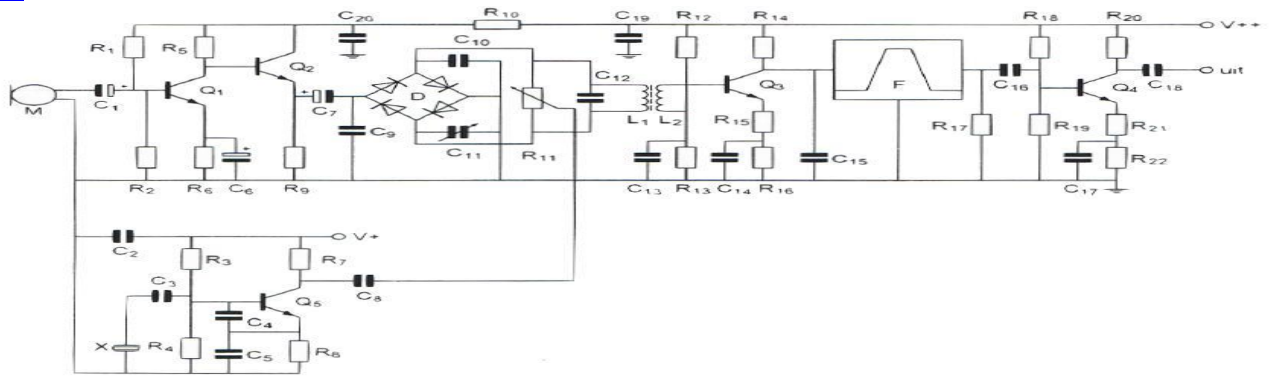 C20 R10 C19 R12 R14 R18 R20 V++
R1 R5 C10
Q1 Q2 C12 Q3 C16 Q4 C18 uit
M C1 C7 D F
C9 L1 L2 R15 R17 R19 R21
C11 R11 C15 R22
R2 R6 C6 R9 C13 R13 C14 R16 C17
V+
C2 R3 R7
C3 Q5 C8
C4
X R4 C5 R8